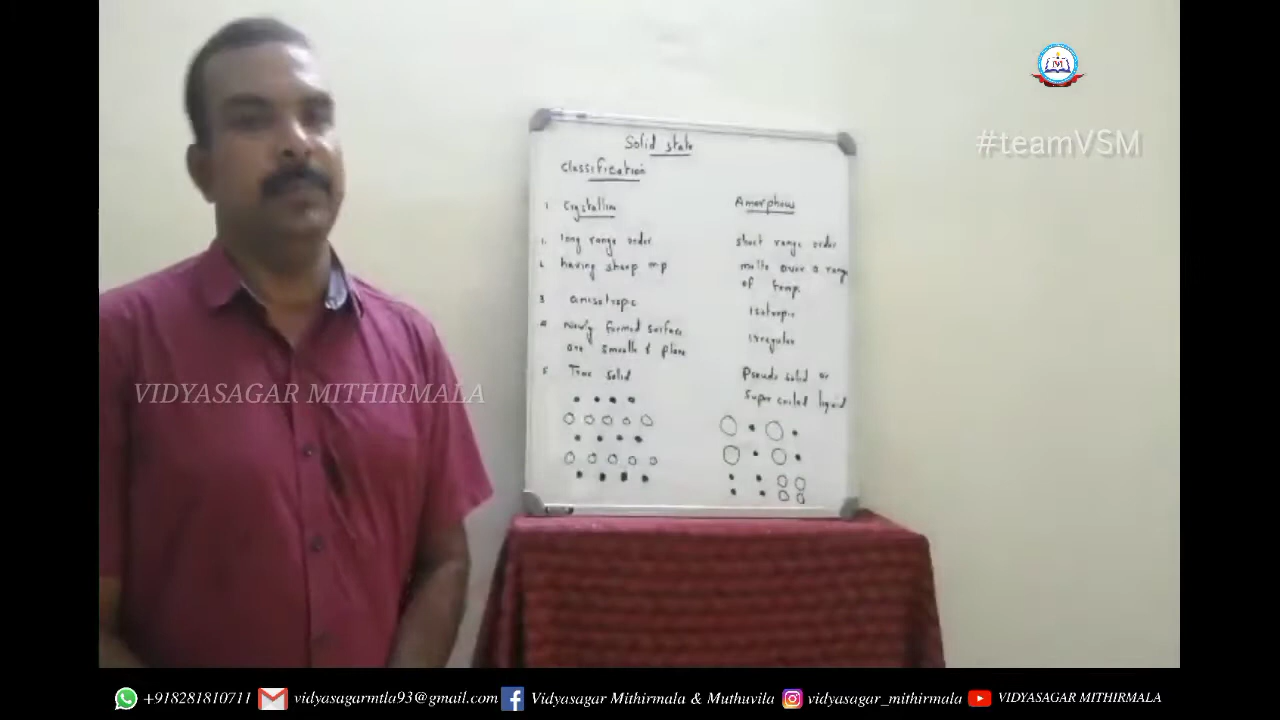 #teamVSM
Solid state
classification
1 Crystallin
Amorphous
1. long range order
short range order
2. having sharp m p
melts over a range
of temp.
3 anisotropic
isotropic
4 newly formed surface
are smooth & plane
irregular
5 True solid
Pseudo solid or
Super cooled liquid
VIDYASAGAR MITHIRMALA
+918281810711 vidyasagarmtla93@gmail.com Vidyasagar Mithirmala & Muthuvila vidyasagar_mithirmala VIDYASAGAR MITHIRMALA